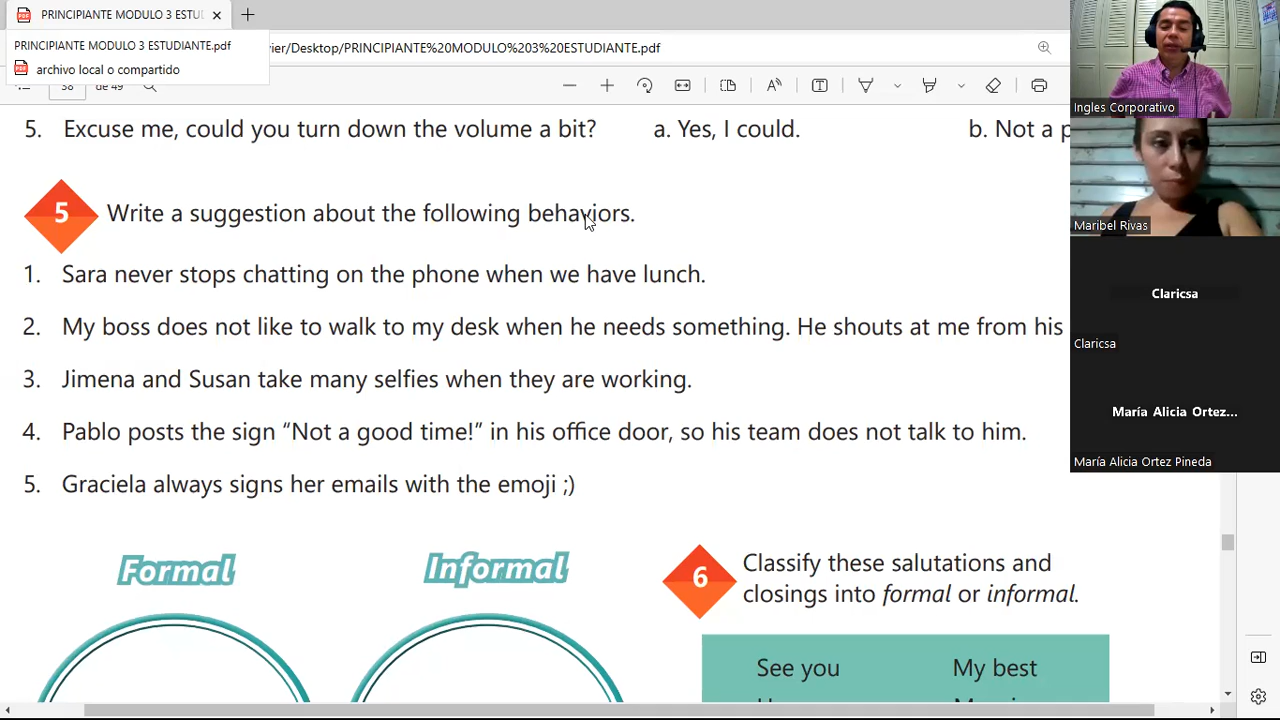 PRINCIPIANTE MODULO 3 ESTU
PRINCIPIANTE MODULO 3 ESTUDIANTE.pdf
archivo local o compartido
vier/Desktop/PRINCIPIANTE%20MODULO%203%20ESTUDIANTE.pdf
38 de 49
5. Excuse me, could you turn down the volume a bit? a. Yes, I could. b. Not a p
5 Write a suggestion about the following behaviors.
1. Sara never stops chatting on the phone when we have lunch.
2. My boss does not like to walk to my desk when he needs something. He shouts at me from his
3. Jimena and Susan take many selfies when they are working.
4. Pablo posts the sign “Not a good time!” in his office door, so his team does not talk to him.
5. Graciela always signs her emails with the emoji ;)
Formal Informal
6 Classify these salutations and
closings into formal or informal.
See you My best
Ingles Corporativo
Maribel Rivas
Claricsa
Claricsa
María Alicia Ortez...
María Alicia Ortez Pineda